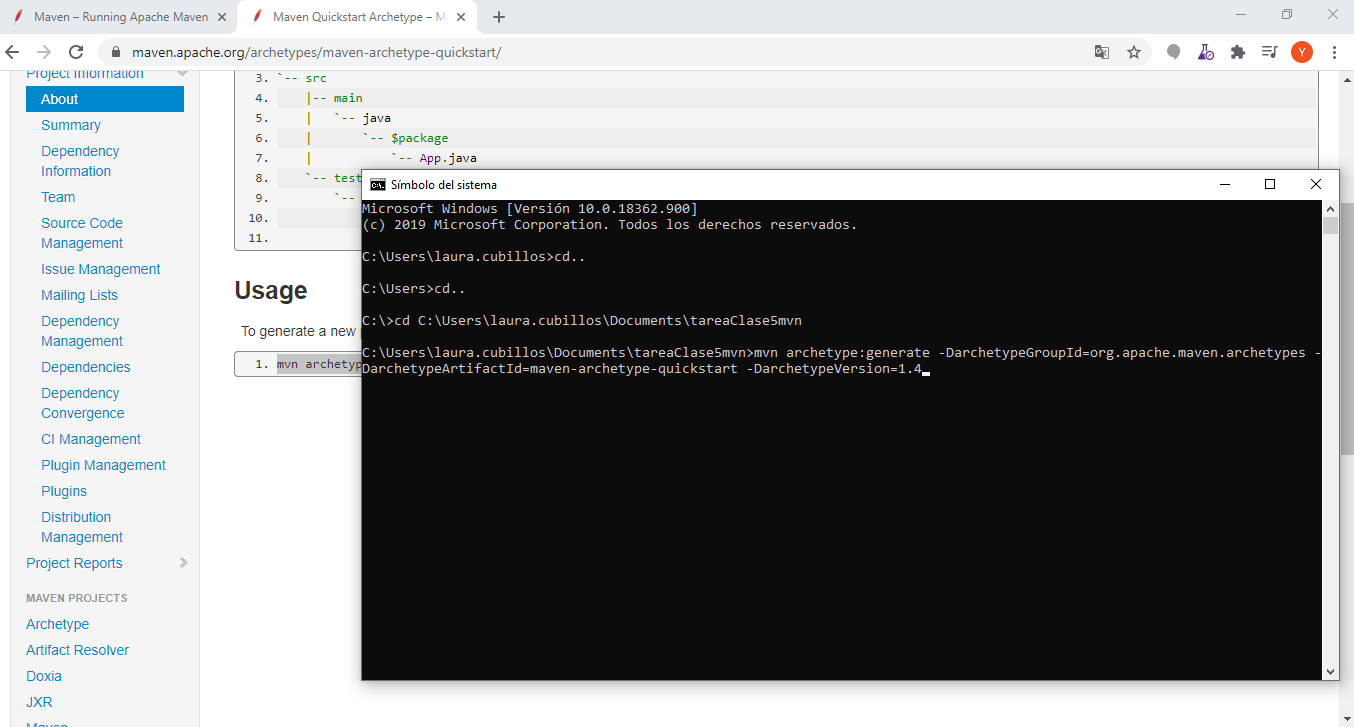 Maven – Running Apache Maven
Maven Quickstart Archetype – M
maven.apache.org/archetypes/maven-archetype-quickstart/
Y
Project Information
About
Summary
Dependency
Information
Team
Source Code
Management
Issue Management
Mailing Lists
Dependency
Management
Dependencies
Dependency
Convergence
CI Management
Plugin Management
Plugins
Distribution
Management
Project Reports
MAVEN PROJECTS
Archetype
Artifact Resolver
Doxia
JXR
Maven
3. `-- src
4. |-- main
5. | `-- java
6. | `-- $package
7. | `-- App.java
8. `-- test
9. `--
10.
11.
Usage
To generate a new
1. mvn archetyp
Símbolo del sistema
Microsoft Windows [Versión 10.0.18362.900]
(c) 2019 Microsoft Corporation. Todos los derechos reservados.
C:\Users\laura.cubillos>cd..
C:\Users>cd..
C:\>cd C:\Users\laura.cubillos\Documents\tareaClase5mvn
C:\Users\laura.cubillos\Documents\tareaClase5mvn>mvn archetype:generate -DarchetypeGroupId=org.apache.maven.archetypes -
DarchetypeArtifactId=maven-archetype-quickstart -DarchetypeVersion=1.4